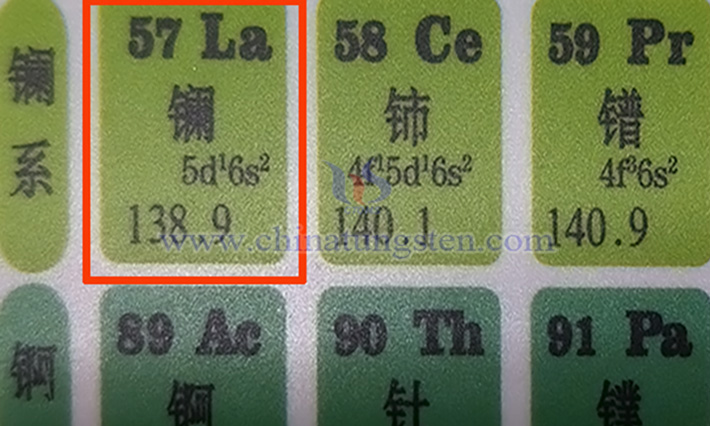 镧系
57 La
镧
5d¹6s²
138.9
58 Ce
铈
4f¹5d¹6s²
140.1
59 Pr
镨
4f³6s²
140.9
www.chinatungsten.com
锕
89 Ac
锕
90 Th
钍
91 Pa
镤